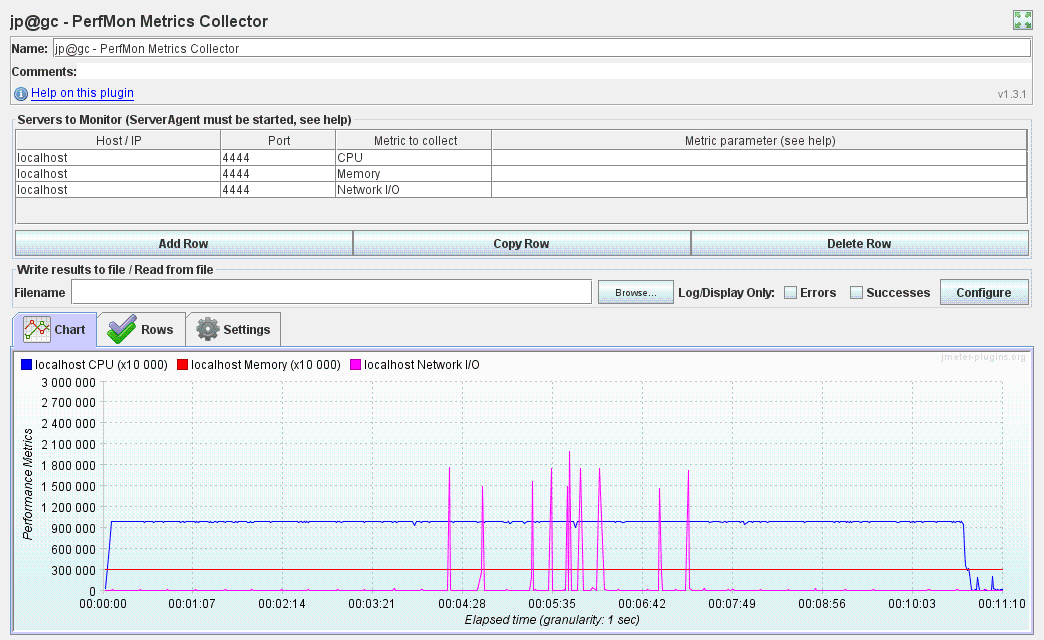 jp@gc - PerfMon Metrics Collector
Name: jp@gc - PerfMon Metrics Collector
Comments:
Help on this plugin v1.3.1
Servers to Monitor (ServerAgent must be started, see help)
Host / IP Port Metric to collect Metric parameter (see help)
localhost 4444 CPU
localhost 4444 Memory
localhost 4444 Network I/O
Add Row Copy Row Delete Row
Write results to file / Read from file
Filename Browse... Log/Display Only: Errors Successes Configure
Chart Rows Settings
jmeter-plugins.org
localhost CPU (x10 000) localhost Memory (x10 000) localhost Network I/O
3 000 000
2 700 000
2 400 000
2 100 000
1 800 000
1 500 000
1 200 000
900 000
600 000
300 000
0
Performance Metrics
00:00:00 00:01:07 00:02:14 00:03:21 00:04:28 00:05:35 00:06:42 00:07:49 00:08:56 00:10:03 00:11:10
Elapsed time (granularity: 1 sec)